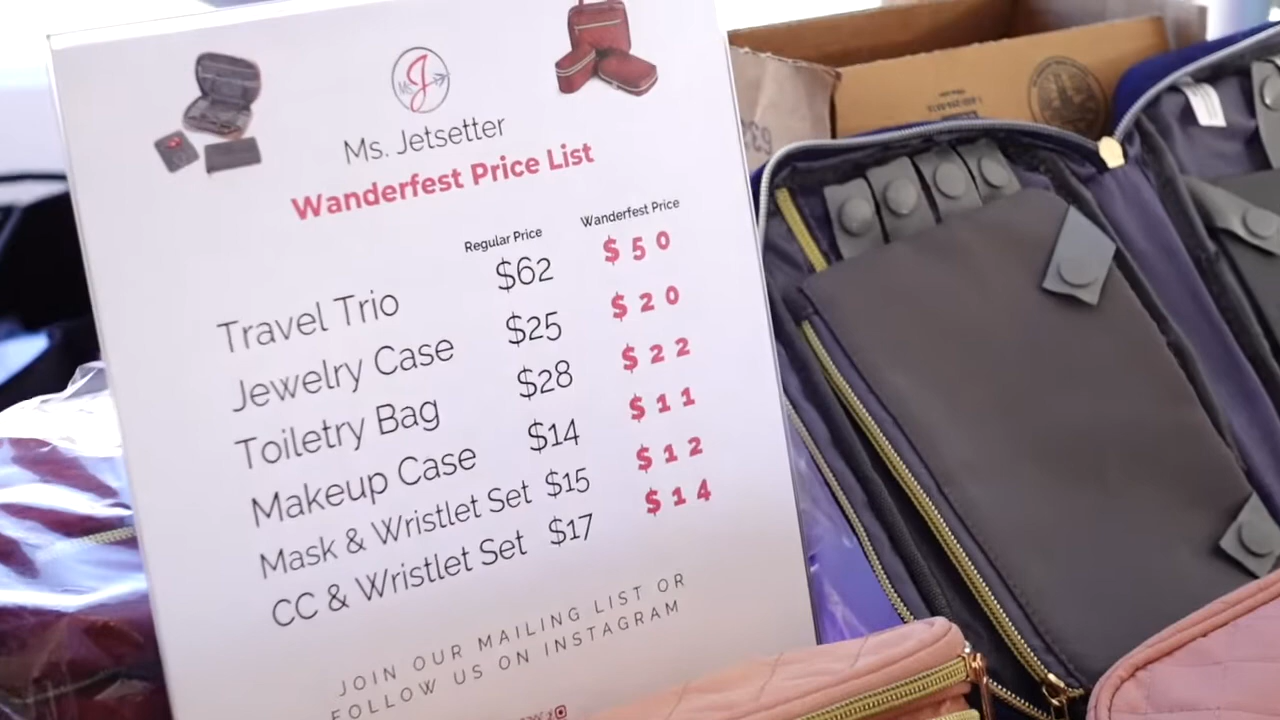 Ms. J
Ms. Jetsetter
Wanderfest Price List
Regular Price Wanderfest Price
Travel Trio $62 $50
Jewelry Case $25 $20
Toiletry Bag $28 $22
Makeup Case $14 $11
Mask & Wristlet Set $15 $12
CC & Wristlet Set $17 $14
JOIN OUR MAILING LIST OR
FOLLOW US ON INSTAGRAM